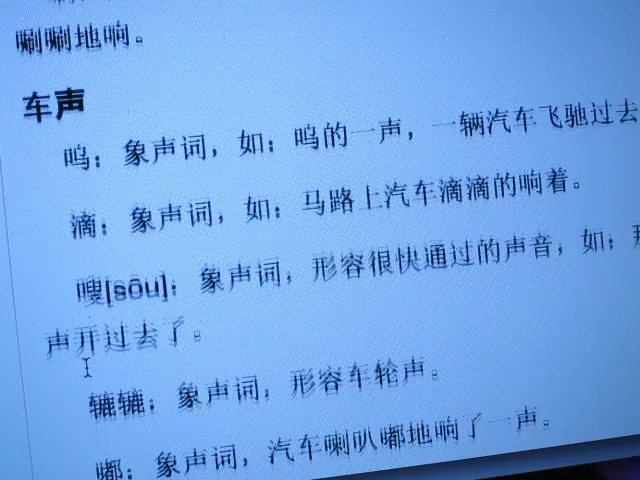 唰唰地响。
车声
呜：象声词，如：呜的一声，一辆汽车飞驰过去
滴：象声词，如：马路上汽车滴滴的响着。
嗖[sōu]：象声词，形容很快通过的声音，如：
声开过去了。
辘辘：象声词，形容车轮声。
嘟：象声词，汽车喇叭嘟地响了一声。